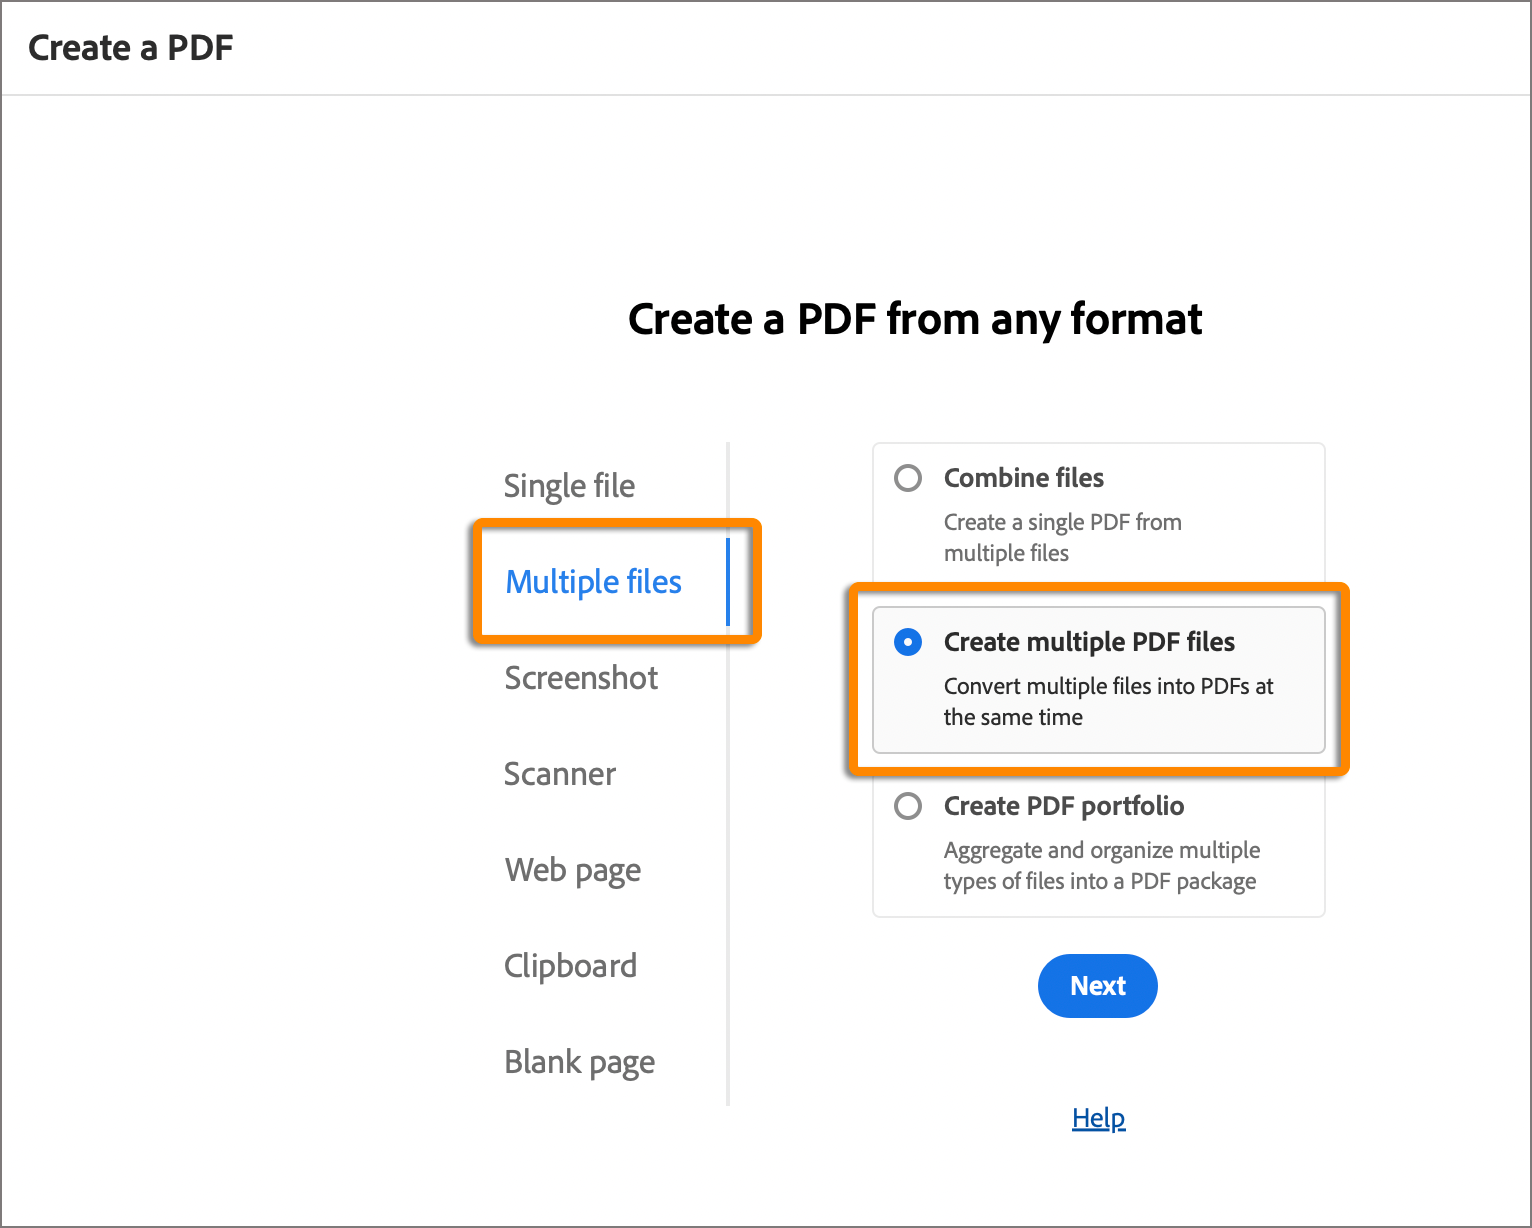 Create a PDF
Create a PDF from any format
Single file
Multiple files
Screenshot
Scanner
Web page
Clipboard
Blank page
Combine files
Create a single PDF from
multiple files
Create multiple PDF files
Convert multiple files into PDFs at
the same time
Create PDF portfolio
Aggregate and organize multiple
types of files into a PDF package
Next
Help